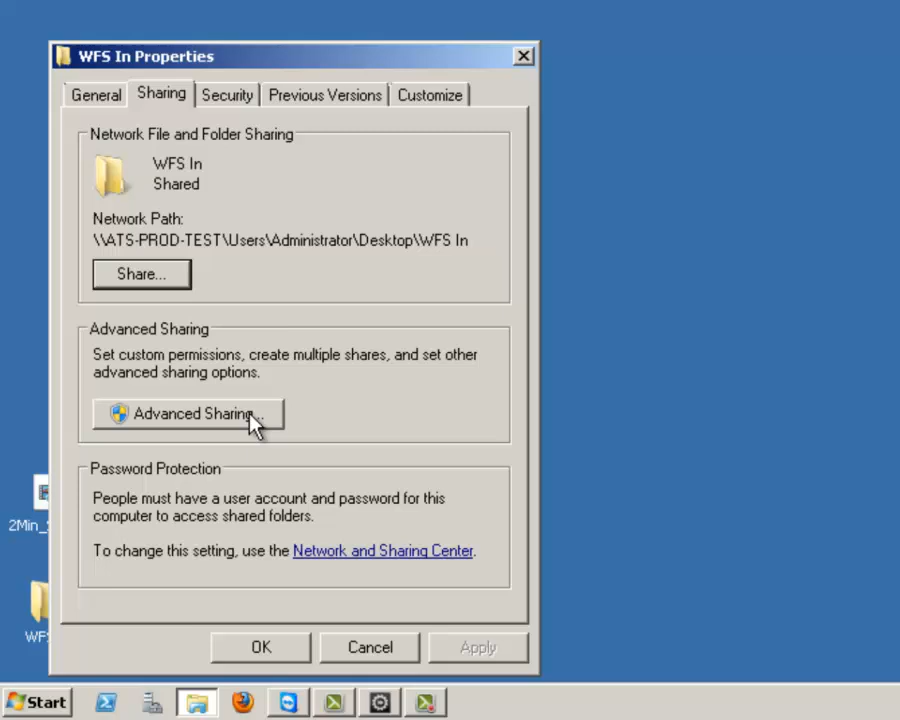 WFS In Properties
General
Sharing
Security
Previous Versions
Customize
Network File and Folder Sharing
WFS In
Shared
Network Path:
\\ATS-PROD-TEST\Users\Administrator\Desktop\WFS In
Share...
Advanced Sharing
Set custom permissions, create multiple shares, and set other
advanced sharing options.
Advanced Sharing...
Password Protection
People must have a user account and password for this
computer to access shared folders.
To change this setting, use the Network and Sharing Center.
2Min_
WFS
OK
Cancel
Apply
Start